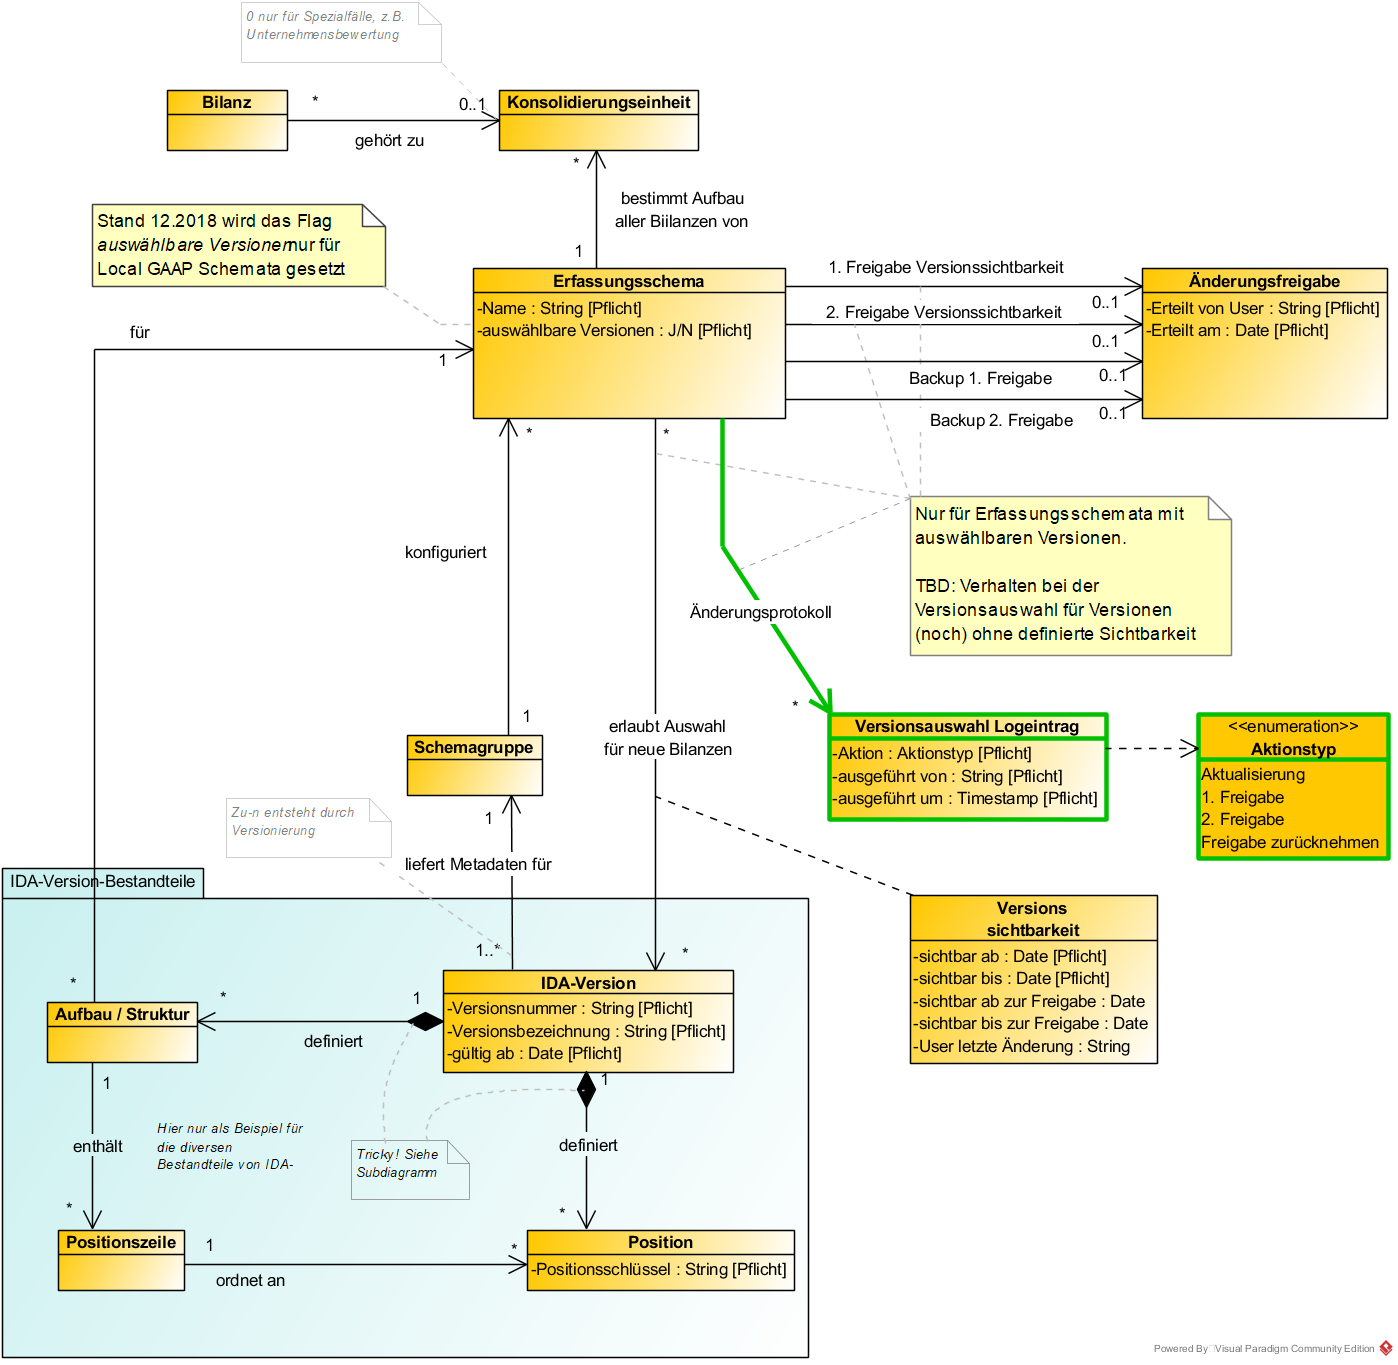 0 nur für Spezialfälle, z.B.
Unternehmensbewertung
Bilanz
*
0..1
gehört zu
Konsolidierungseinheit
*
bestimmt Aufbau
aller Biilanzen von
1
Stand 12.2018 wird das Flag
auswählbare Versionen nur für
Local GAAP Schemata gesetzt
Erfassungsschema
-Name : String [Pflicht]
-auswählbare Versionen : J/N [Pflicht]
1. Freigabe Versionssichtbarkeit
0..1
2. Freigabe Versionssichtbarkeit
0..1
Backup 1. Freigabe
0..1
Backup 2. Freigabe
0..1
Änderungsfreigabe
-Erteilt von User : String [Pflicht]
-Erteilt am : Date [Pflicht]
für
1
*
*
konfiguriert
1
Nur für Erfassungsschemata mit
auswählbaren Versionen.
TBD: Verhalten bei der
Versionsauswahl für Versionen
(noch) ohne definierte Sichtbarkeit
Änderungsprotokoll
*
erlaubt Auswahl
für neue Bilanzen
Versionsauswahl Logeintrag
-Aktion : Aktionstyp [Pflicht]
-ausgeführt von : String [Pflicht]
-ausgeführt um : Timestamp [Pflicht]
<<enumeration>>
Aktionstyp
Aktualisierung
1. Freigabe
2. Freigabe
Freigabe zurücknehmen
Schemagruppe
1
liefert Metadaten für
1..*
*
Zu-n entsteht durch
Versionierung
IDA-Version-Bestandteile
Versions
sichtbarkeit
-sichtbar ab : Date [Pflicht]
-sichtbar bis : Date [Pflicht]
-sichtbar ab zur Freigabe : Date
-sichtbar bis zur Freigabe : Date
-User letzte Änderung : String
*
Aufbau / Struktur
*
1
definiert
IDA-Version
-Versionsnummer : String [Pflicht]
-Versionsbezeichnung : String [Pflicht]
-gültig ab : Date [Pflicht]
1
1
enthält
*
Hier nur als Beispiel für
die diversen
Bestandteile von IDA-
Tricky! Siehe
Subdiagramm
definiert
*
Positionszeile
1
ordnet an
*
Position
-Positionsschlüssel : String [Pflicht]
Powered By Visual Paradigm Community Edition